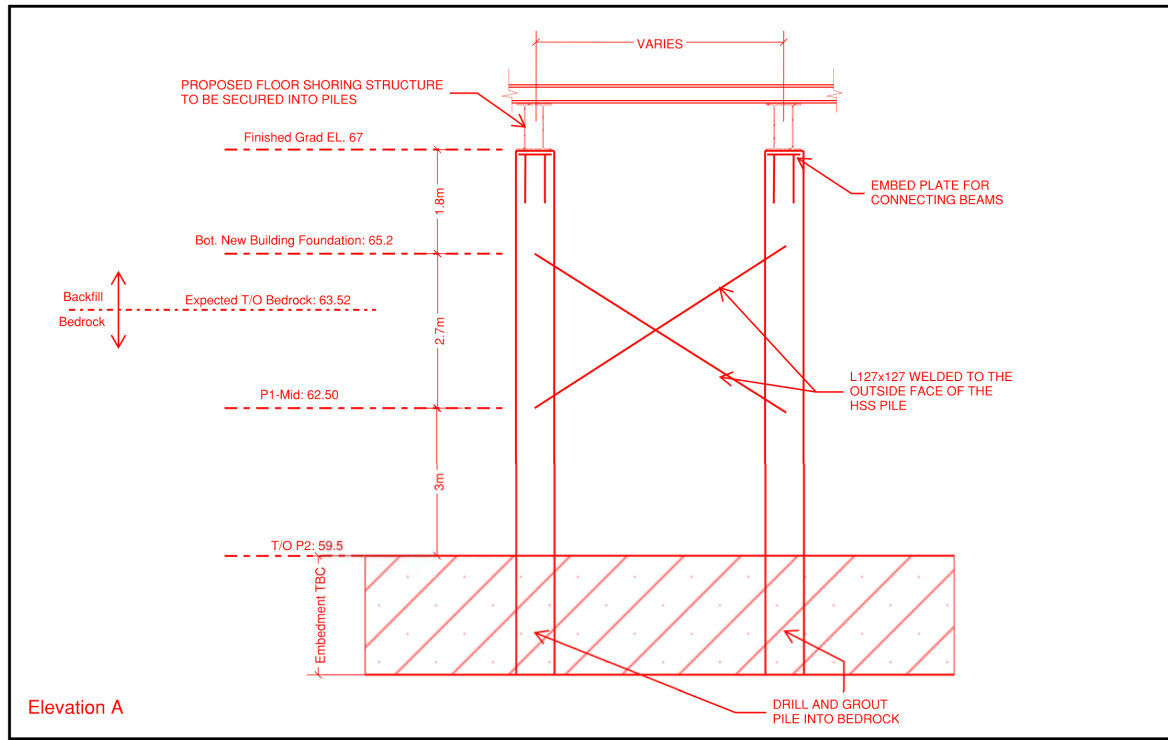 VARIES
PROPOSED FLOOR SHORING STRUCTURE
TO BE SECURED INTO PILES
Finished Grad EL. 67
EMBED PLATE FOR
CONNECTING BEAMS
1.8m
Bot. New Building Foundation: 65.2
Backfill
Expected T/O Bedrock: 63.52
Bedrock
2.7m
L127x127 WELDED TO THE
OUTSIDE FACE OF THE
HSS PILE
P1-Mid: 62.50
3m
T/O P2: 59.5
Embedment TBC
Elevation A
DRILL AND GROUT
PILE INTO BEDROCK